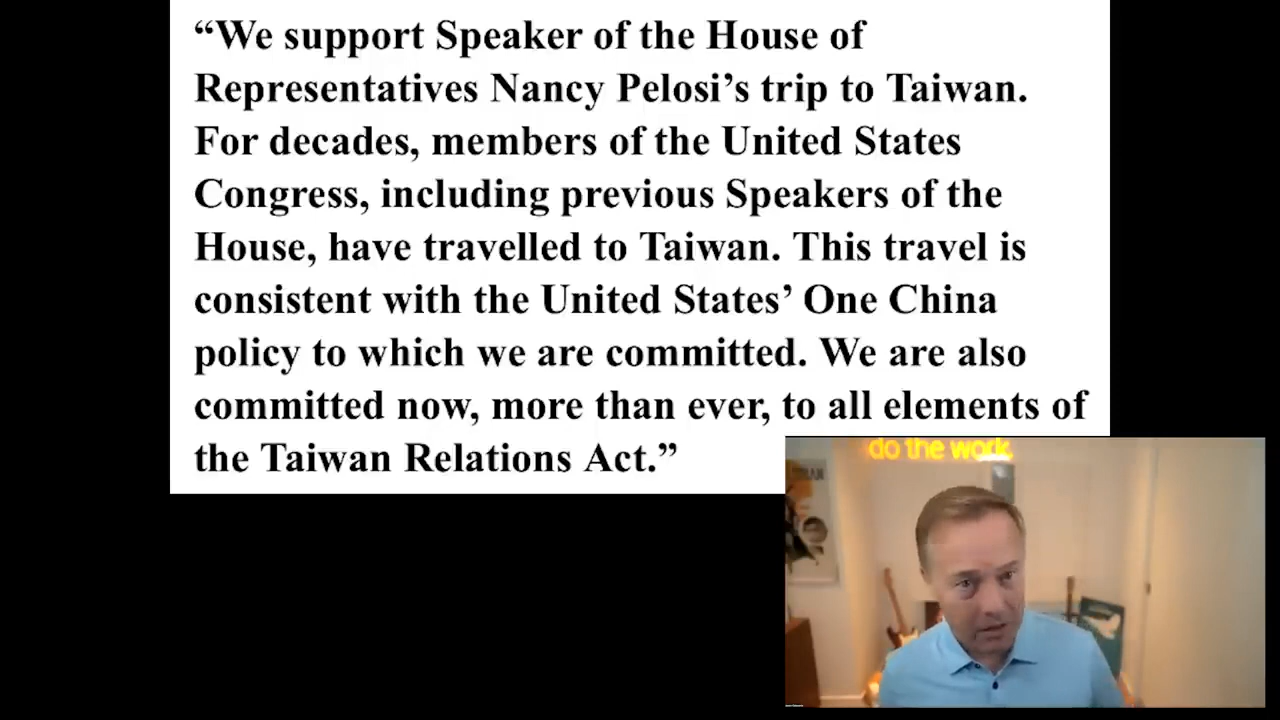 “We support Speaker of the House of
Representatives Nancy Pelosi’s trip to Taiwan.
For decades, members of the United States
Congress, including previous Speakers of the
House, have travelled to Taiwan. This travel is
consistent with the United States’ One China
policy to which we are committed. We are also
committed now, more than ever, to all elements of
the Taiwan Relations Act.”
do the work